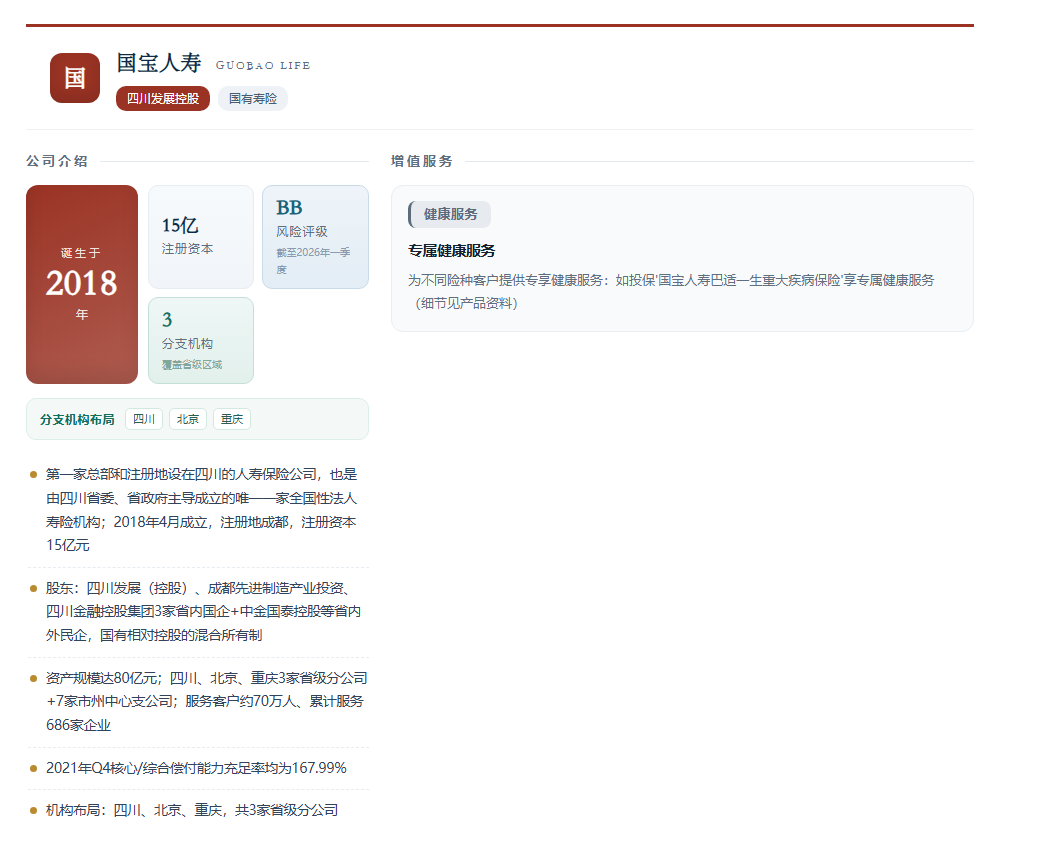 国
国宝人寿 GUOBAO LIFE
四川发展控股 国有寿险
公司介绍
诞生于
2018
年
15亿
注册资本
BB
风险评级
截至2026年一季
度
3
分支机构
覆盖省级区域
分支机构布局 四川 北京 重庆
第一家总部和注册地设在四川的人寿保险公司，也是
由四川省委、省政府主导成立的唯一一家全国性法人
寿险机构；2018年4月成立，注册地成都，注册资本
15亿元
股东：四川发展（控股）、成都先进制造产业投资、
四川金融控股集团3家省内国企+中金国泰控股等省内
外民企，国有相对控股的混合所有制
资产规模达80亿元；四川、北京、重庆3家省级分公司
+7家市州中心支公司；服务客户约70万人、累计服务
686家企业
2021年Q4核心/综合偿付能力充足率均为167.99%
机构布局：四川、北京、重庆，共3家省级分公司
增值服务
健康服务
专属健康服务
为不同险种客户提供专享健康服务：如投保'国宝人寿巴适一生重大疾病保险'享专属健康服务
（细节见产品资料）